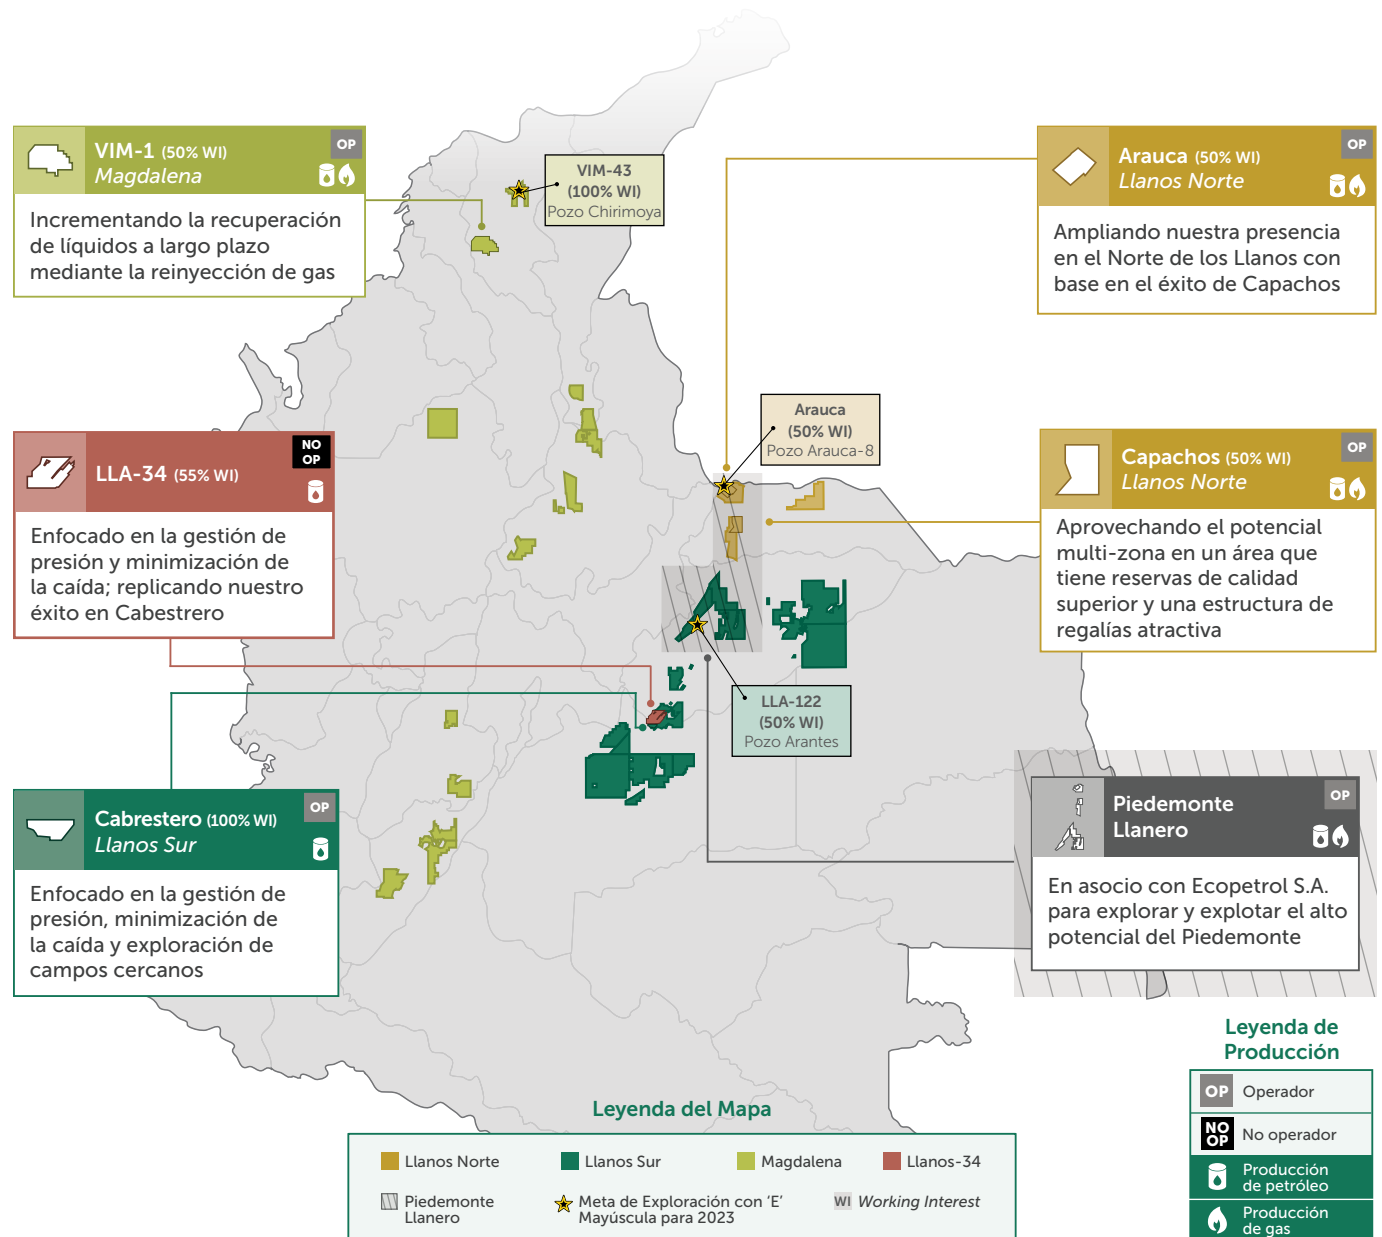 VIM-1 (50% WI)
Magdalena
OP
Incrementando la recuperación
de líquidos a largo plazo
mediante la reinyección de gas
VIM-43
(100% WI)
Pozo Chirimoya
Arauca (50% WI)
Llanos Norte
OP
Ampliando nuestra presencia
en el Norte de los Llanos con
base en el éxito de Capachos
Arauca
(50% WI)
Pozo Arauca-8
LLA-34 (55% WI)
NO
OP
Enfocado en la gestión de
presión y minimización de
la caída; replicando nuestro
éxito en Cabestrero
Capachos (50% WI)
Llanos Norte
OP
Aprovechando el potencial
multi-zona en un área que
tiene reservas de calidad
superior y una estructura de
regalías atractiva
LLA-122
(50% WI)
Pozo Arantes
Cabrestero (100% WI)
Llanos Sur
OP
Enfocado en la gestión de
presión, minimización de
la caída y exploración de
campos cercanos
Piedemonte
Llanero
OP
En asocio con Ecopetrol S.A.
para explorar y explotar el alto
potencial del Piedemonte
Leyenda del Mapa
Llanos Norte
Llanos Sur
Magdalena
Llanos-34
Piedemonte
Llanero
Meta de Exploración con ‘E’
Mayúscula para 2023
WI Working Interest
Leyenda de
Producción
OP Operador
NO
OP
No operador
Producción
de petróleo
Producción
de gas